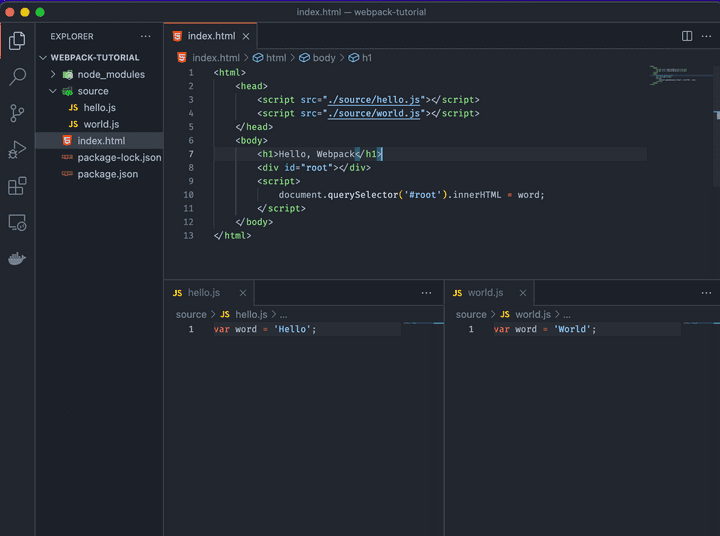 index.html — webpack-tutorial
EXPLORER
WEBPACK-TUTORIAL
node_modules
source
JS hello.js
JS world.js
index.html
package-lock.json
package.json
index.html
index.html > html > body > h1
1 <html>
2 <head>
3 <script src="./source/hello.js"></script>
4 <script src="./source/world.js"></script>
5 </head>
6 <body>
7 <h1>Hello, Webpack</h1>
8 <div id="root"></div>
9 <script>
10 document.querySelector('#root').innerHTML = word;
11 </script>
12 </body>
13 </html>
JS hello.js
source > JS hello.js > ...
1 var word = 'Hello';
JS world.js
source > JS world.js > ...
1 var word = 'World';